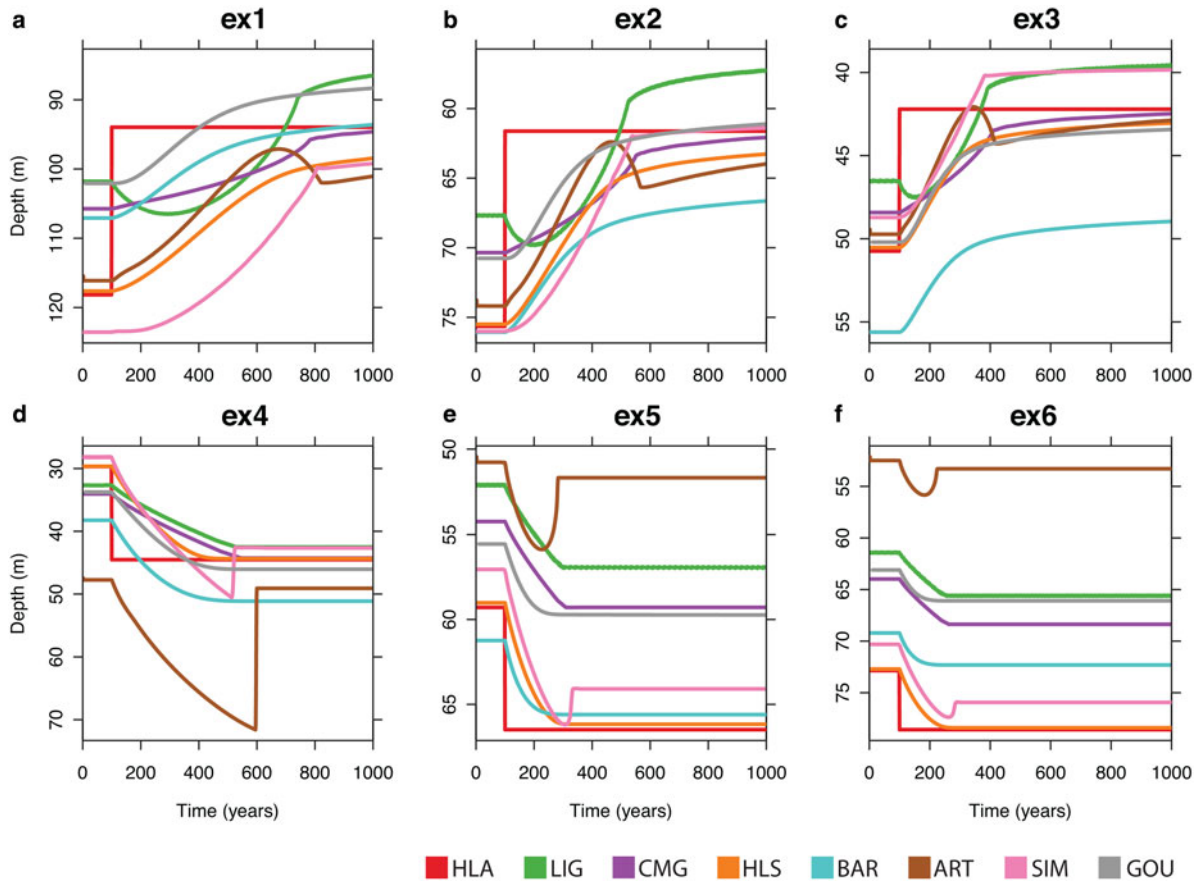 a ex1 b ex2 c ex3
Depth (m)
90
100
110
120
0 200 400 600 800 1000
60
65
70
75
0 200 400 600 800 1000
40
45
50
55
0 200 400 600 800 1000
d ex4 e ex5 f ex6
Depth (m)
30
40
50
60
70
0 200 400 600 800 1000
50
55
60
65
0 200 400 600 800 1000
55
60
65
70
75
0 200 400 600 800 1000
Time (years) Time (years) Time (years)
HLA LIG CMG HLS BAR ART SIM GOU